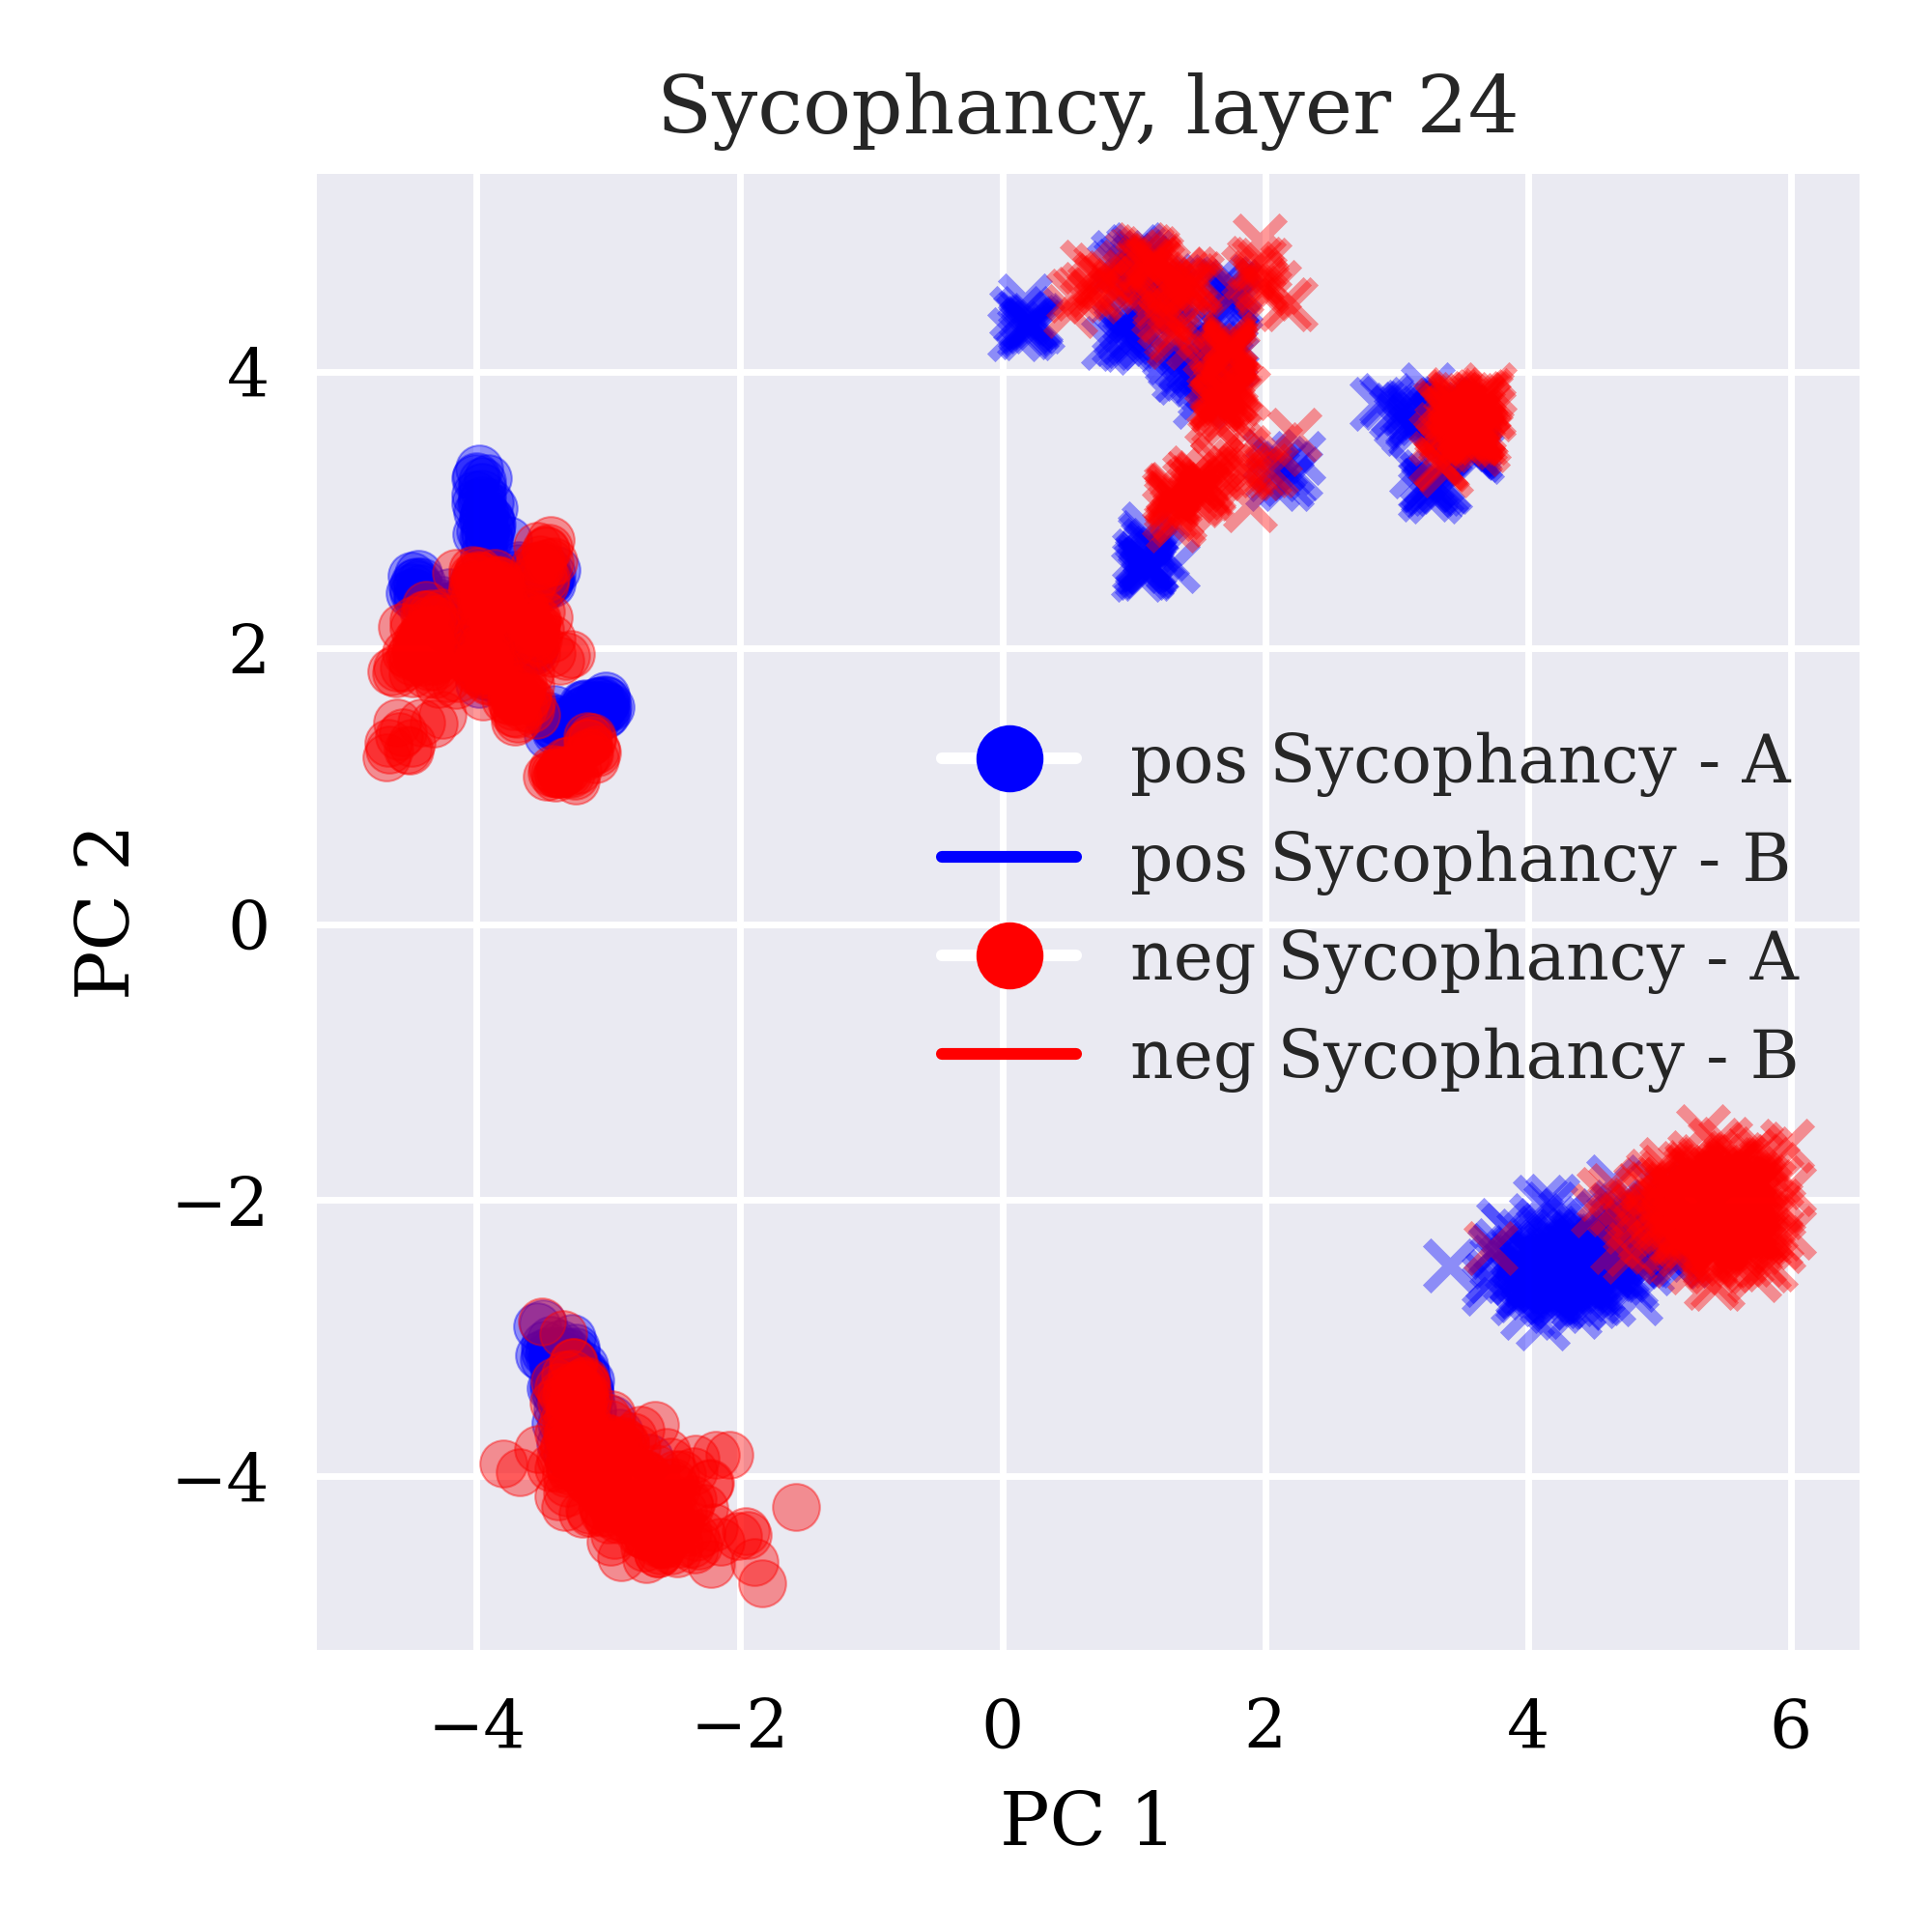 Sycophancy, layer 24
4
2
0
−2
−4
PC 2
pos Sycophancy - A
pos Sycophancy - B
neg Sycophancy - A
neg Sycophancy - B
−4 −2 0 2 4 6
PC 1